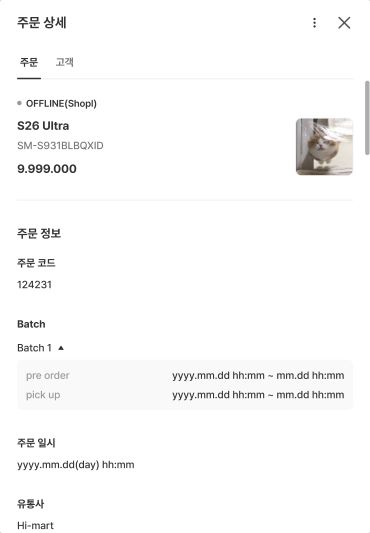 주문 상세
주문 고객
OFFLINE(Shopl)
S26 Ultra
SM-S931BLBQXID
9.999.000
주문 정보
주문 코드
124231
Batch
Batch 1
pre order yyyy.mm.dd hh:mm ~ mm.dd hh:mm
pick up yyyy.mm.dd hh:mm ~ mm.dd hh:mm
주문 일시
yyyy.mm.dd(day) hh:mm
유통사
Hi-mart